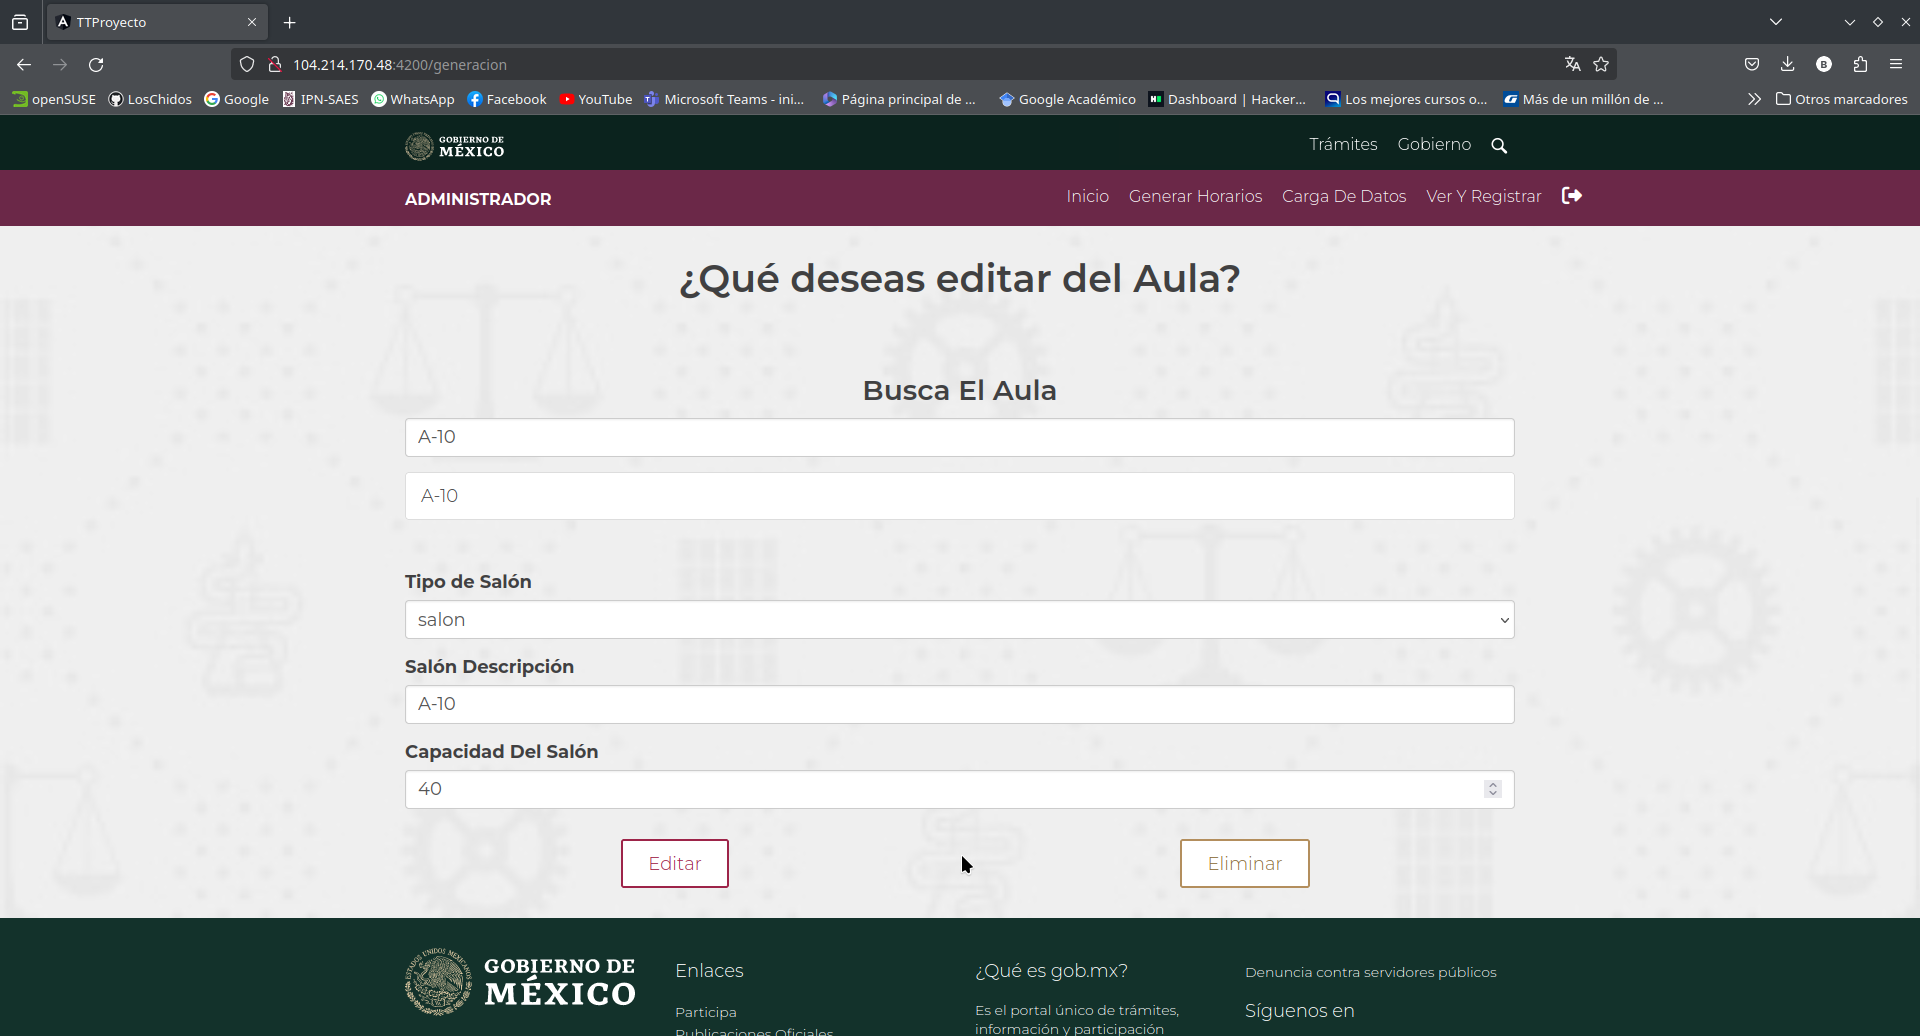 TTProyecto
104.214.170.48:4200/generacion
openSUSE LosChidos Google IPN-SAES WhatsApp Facebook YouTube Microsoft Teams - ini... Página principal de ... Google Académico Dashboard | Hacker... Los mejores cursos o... Más de un millón de ... Otros marcadores
GOBIERNO DE
MÉXICO
Trámites Gobierno
ADMINISTRADOR
Inicio Generar Horarios Carga De Datos Ver Y Registrar
¿Qué deseas editar del Aula?
Busca El Aula
A-10
A-10
Tipo de Salón
salon
Salón Descripción
A-10
Capacidad Del Salón
40
Editar Eliminar
GOBIERNO DE
MÉXICO
Enlaces
Participa
Publicaciones Oficiales
¿Qué es gob.mx?
Es el portal único de trámites,
información y participación
Denuncia contra servidores públicos
Síguenos en